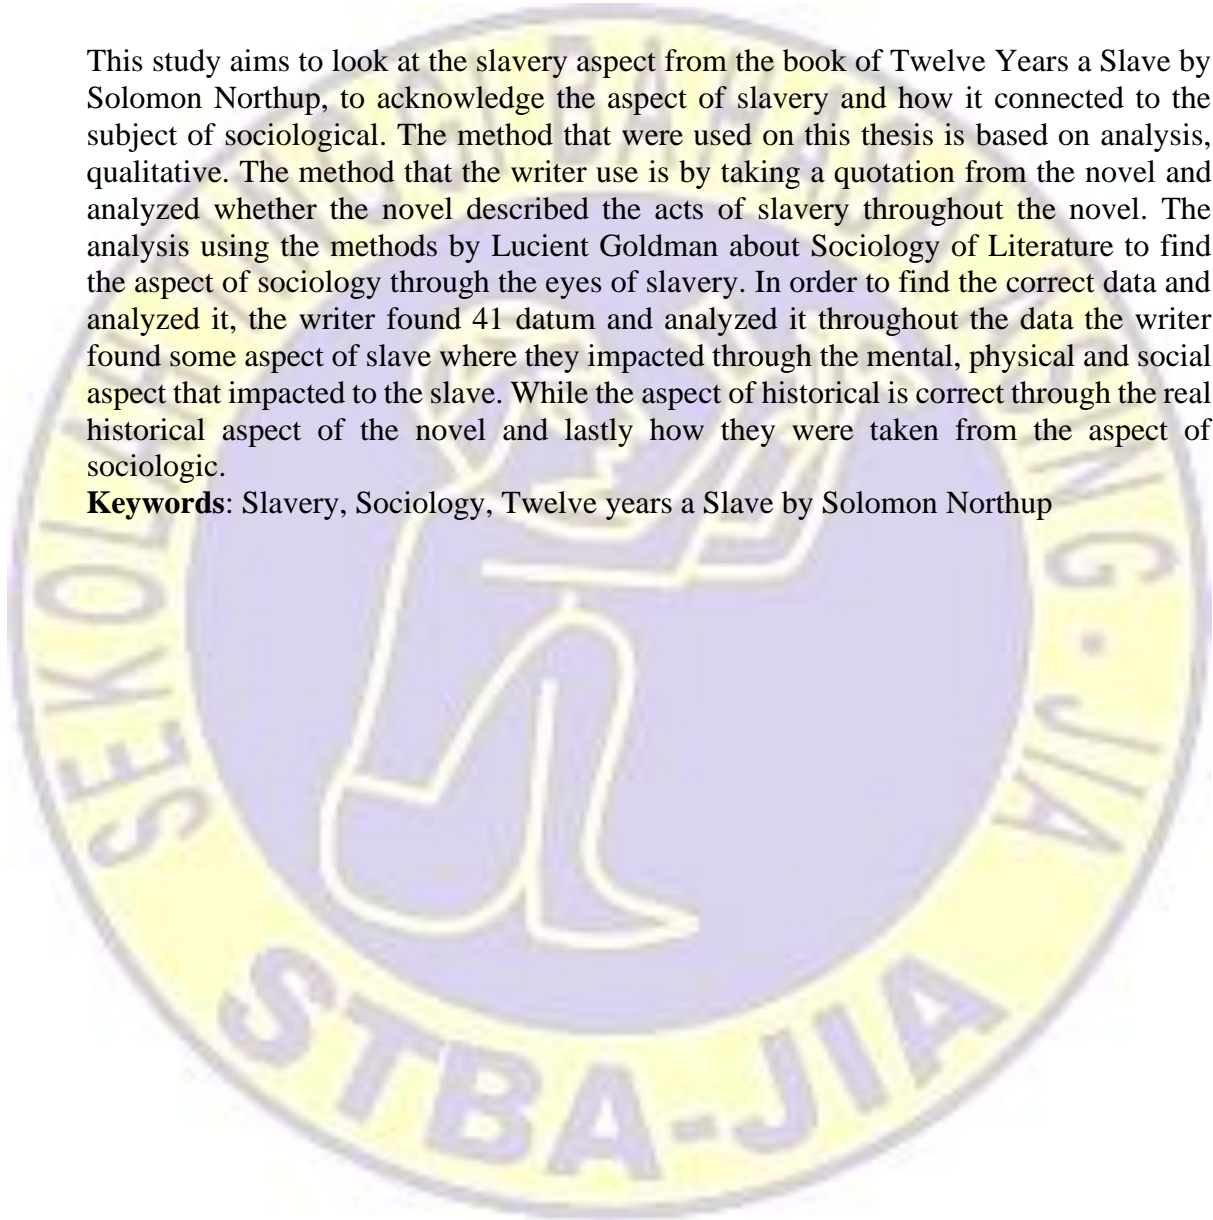 This study aims to look at the slavery aspect from the book of Twelve Years a Slave by
Solomon Northup, to acknowledge the aspect of slavery and how it connected to the
subject of sociological. The method that were used on this thesis is based on analysis,
qualitative. The method that the writer use is by taking a quotation from the novel and
analyzed whether the novel described the acts of slavery throughout the novel. The
analysis using the methods by Lucient Goldman about Sociology of Literature to find
the aspect of sociology through the eyes of slavery. In order to find the correct data and
analyzed it, the writer found 41 datum and analyzed it throughout the data the writer
found some aspect of slave where they impacted through the mental, physical and social
aspect that impacted to the slave. While the aspect of historical is correct through the real
historical aspect of the novel and lastly how they were taken from the aspect of
sociologic.
Keywords: Slavery, Sociology, Twelve years a Slave by Solomon Northup
STBA-JIA